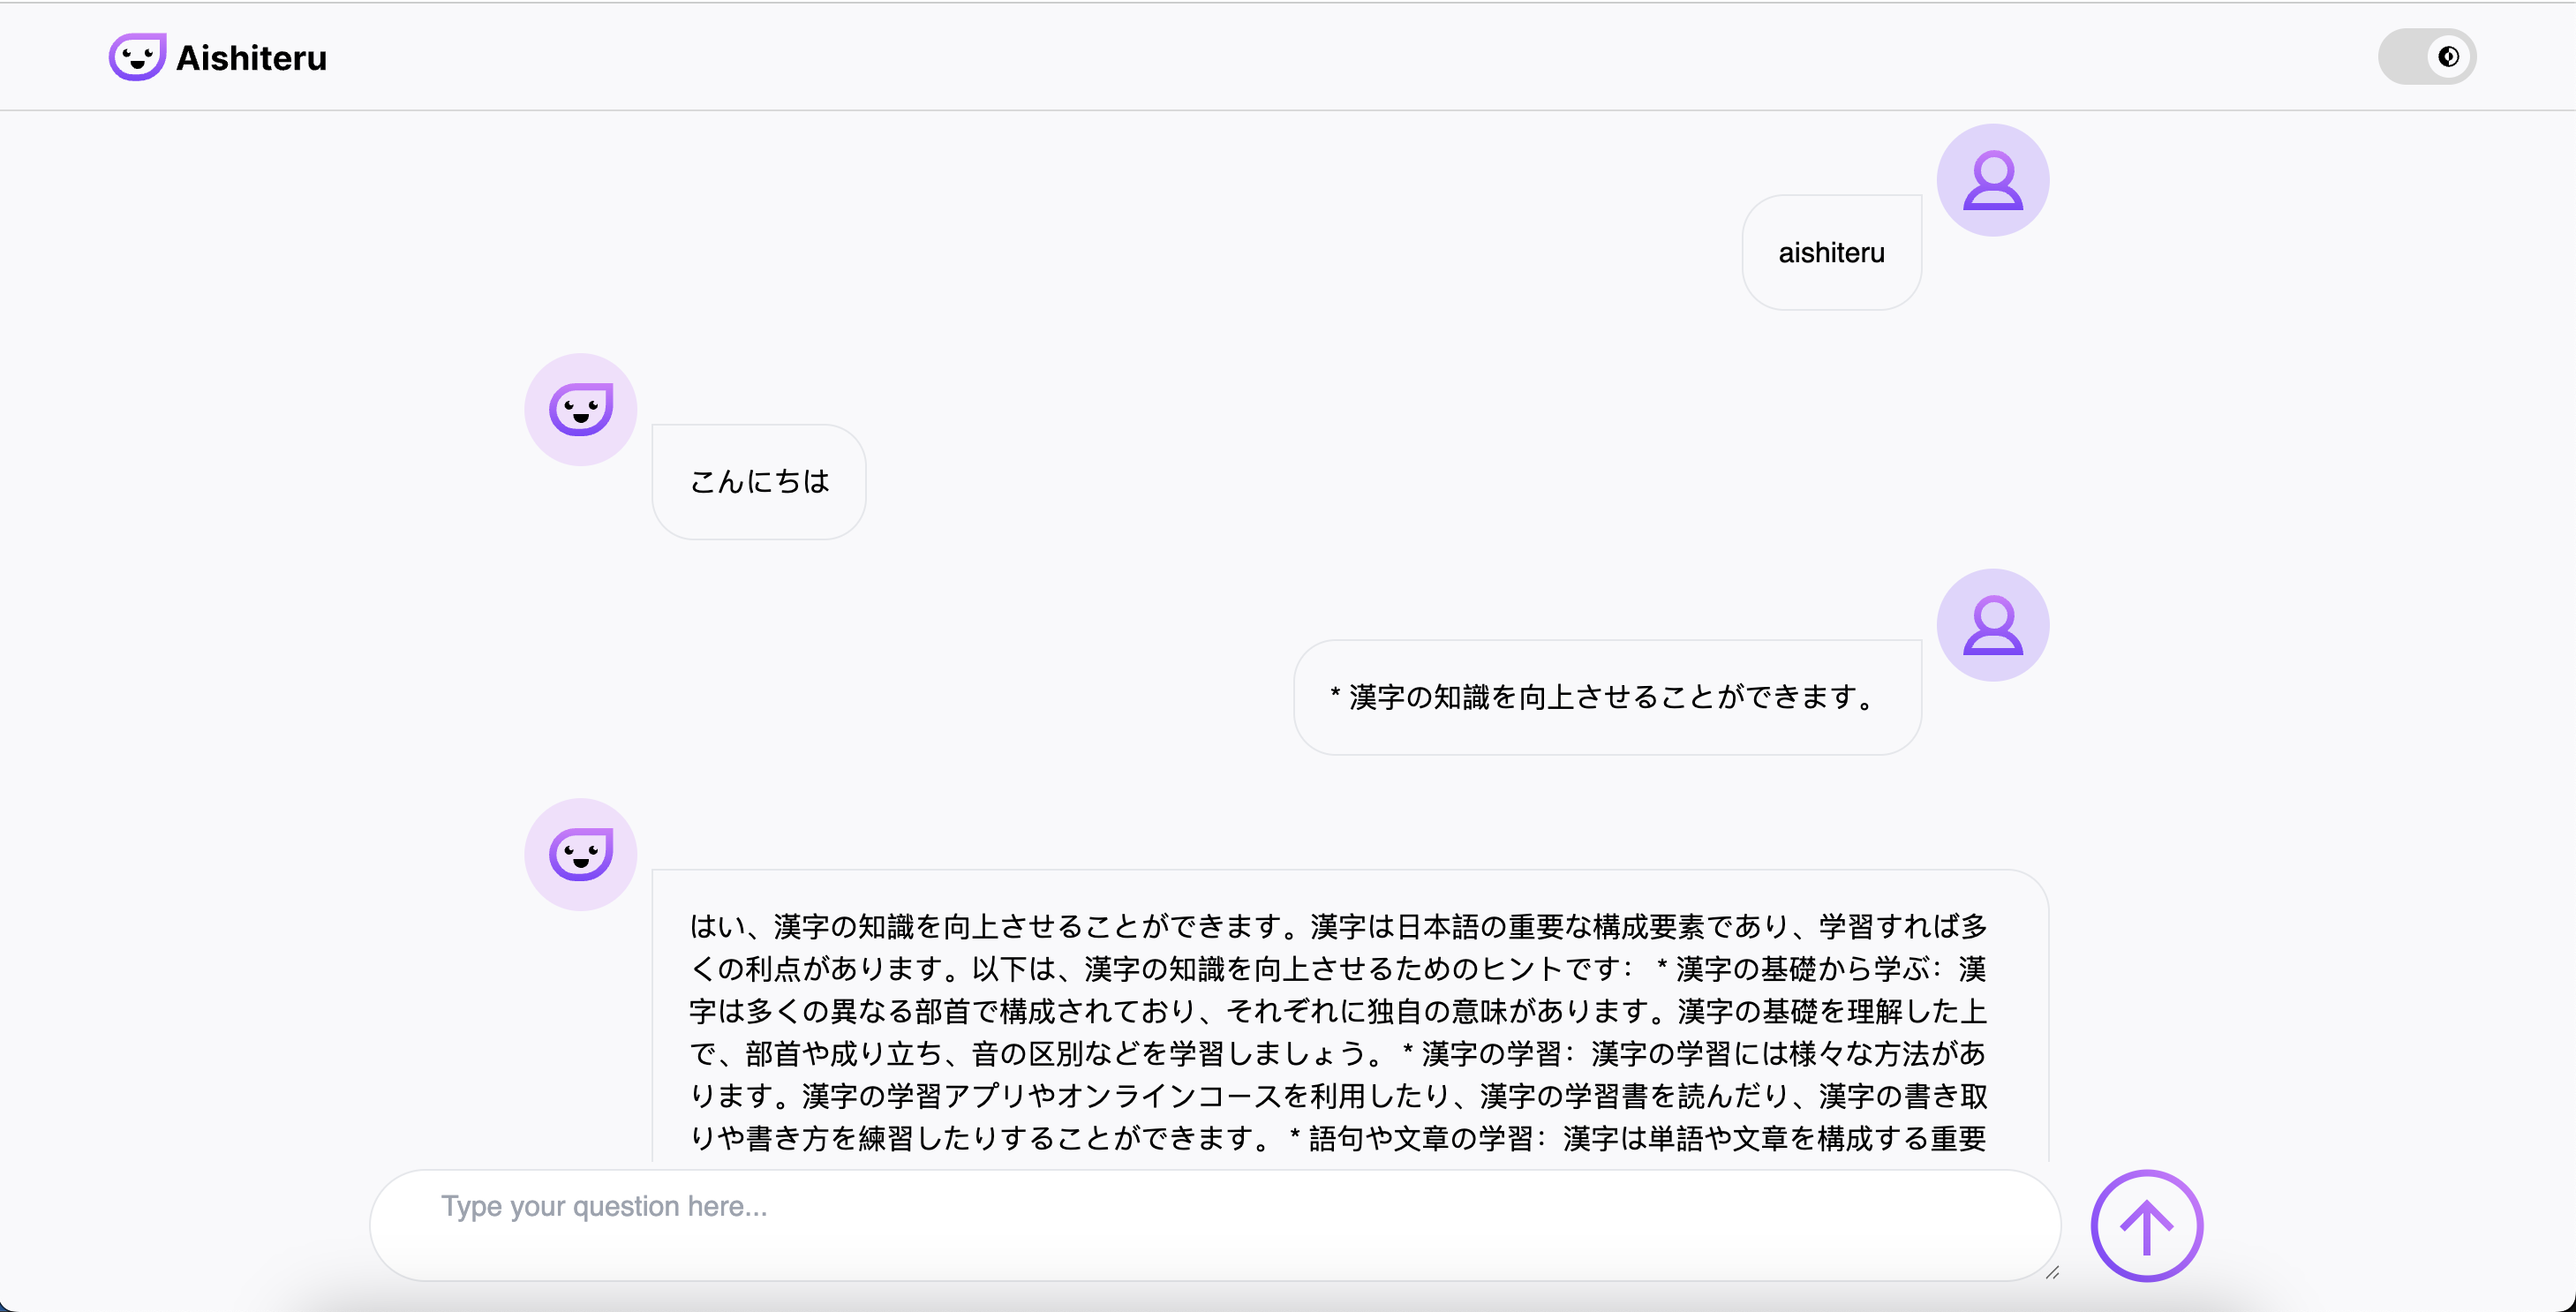 Aishiteru
aishiteru
こんにちは
* 漢字の知識を向上させることができます。
はい、漢字の知識を向上させることができます。漢字は日本語の重要な構成要素であり、学習すれば多
くの利点があります。以下は、漢字の知識を向上させるためのヒントです： * 漢字の基礎から学ぶ：漢
字は多くの異なる部首で構成されており、それぞれに独自の意味があります。漢字の基礎を理解した上
で、部首や成り立ち、音の区別などを学習しましょう。 * 漢字の学習：漢字の学習には様々な方法があ
ります。漢字の学習アプリやオンラインコースを利用したり、漢字の学習書を読んだり、漢字の書き取
りや書き方を練習したりすることができます。 * 語句や文章の学習：漢字は単語や文章を構成する重要
Type your question here...